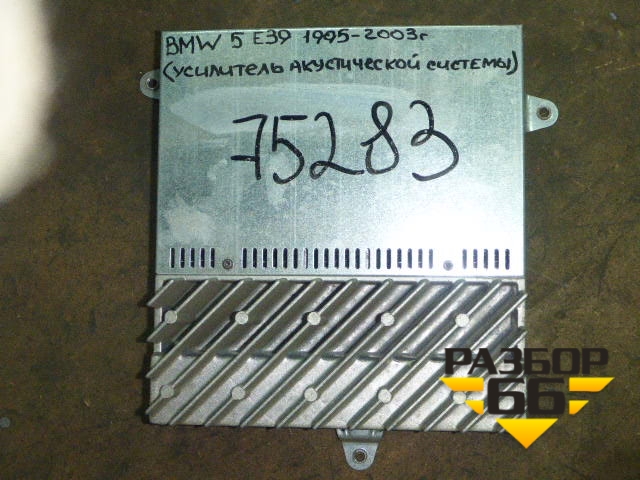 BMW 5 E39 1995-2003г
(УСИЛИТЕЛЬ АКУСТИЧЕСКОЙ СИСТЕМЫ)
75283
РАЗБОР
66